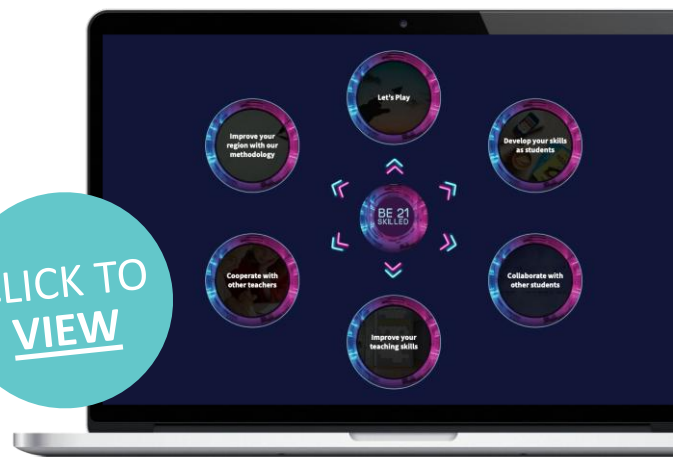 Let's Play
Improve your
region with our
methodology
Develop your skills
as students
BE 21
SKILLED
Cooperate with
other teachers
Collaborate with
other students
Improve your
teaching skills
LICK TO
VIEW